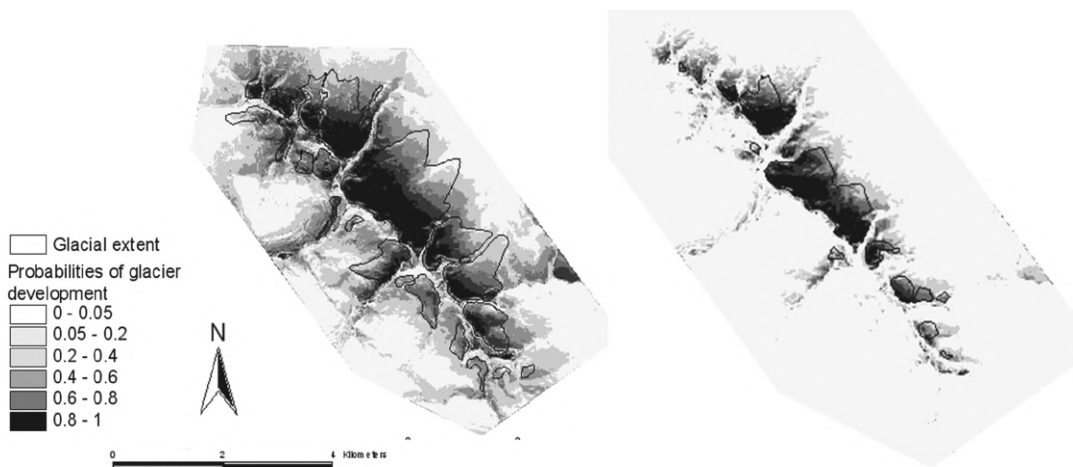 Glacial extent
Probabilities of glacier
development
0 - 0.05
0.05 - 0.2
0.2 - 0.4
0.4 - 0.6
0.6 - 0.8
0.8 - 1
N
0 2 4 Kilometers